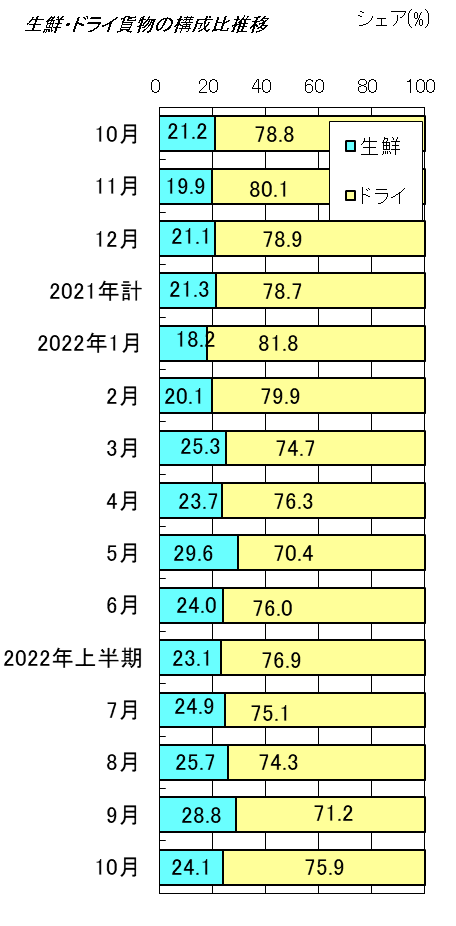 生鮮・ドライ貨物の構成比推移
シェア(%)
0 20 40 60 80 100
10月 21.2 78.8
生鮮
11月 19.9 80.1
ドライ
12月 21.1 78.9
2021年計 21.3 78.7
2022年1月 18.2 81.8
2月 20.1 79.9
3月 25.3 74.7
4月 23.7 76.3
5月 29.6 70.4
6月 24.0 76.0
2022年上半期 23.1 76.9
7月 24.9 75.1
8月 25.7 74.3
9月 28.8 71.2
10月 24.1 75.9